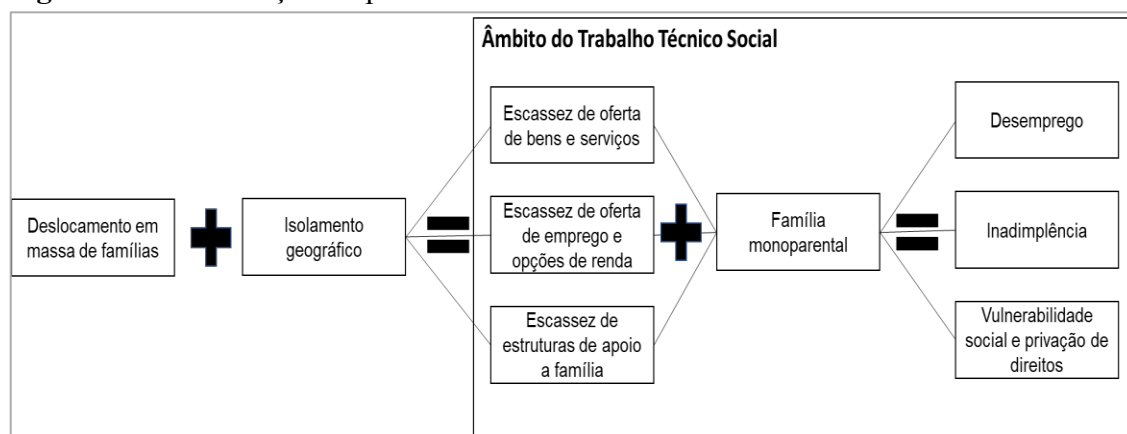 Âmbito do Trabalho Técnico Social
Deslocamento em
massa de famílias
Isolamento
geográfico
Escassez de oferta
de bens e serviços
Escassez de oferta
de emprego e
opções de renda
Escassez de
estruturas de apoio
a família
Família
monoparental
Desemprego
Inadimplência
Vulnerabilidade
social e privação de
direitos